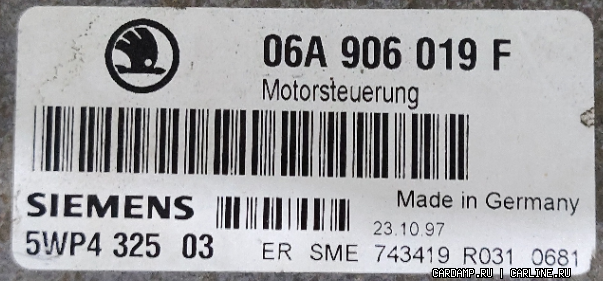 06A 906 019 F
Motorsteuerung
SIEMENS
Made in Germany
23.10.97
5WP4 325 03
ER SME 743419 R031 0681
CARDAMP.RU | CARLINE.RU